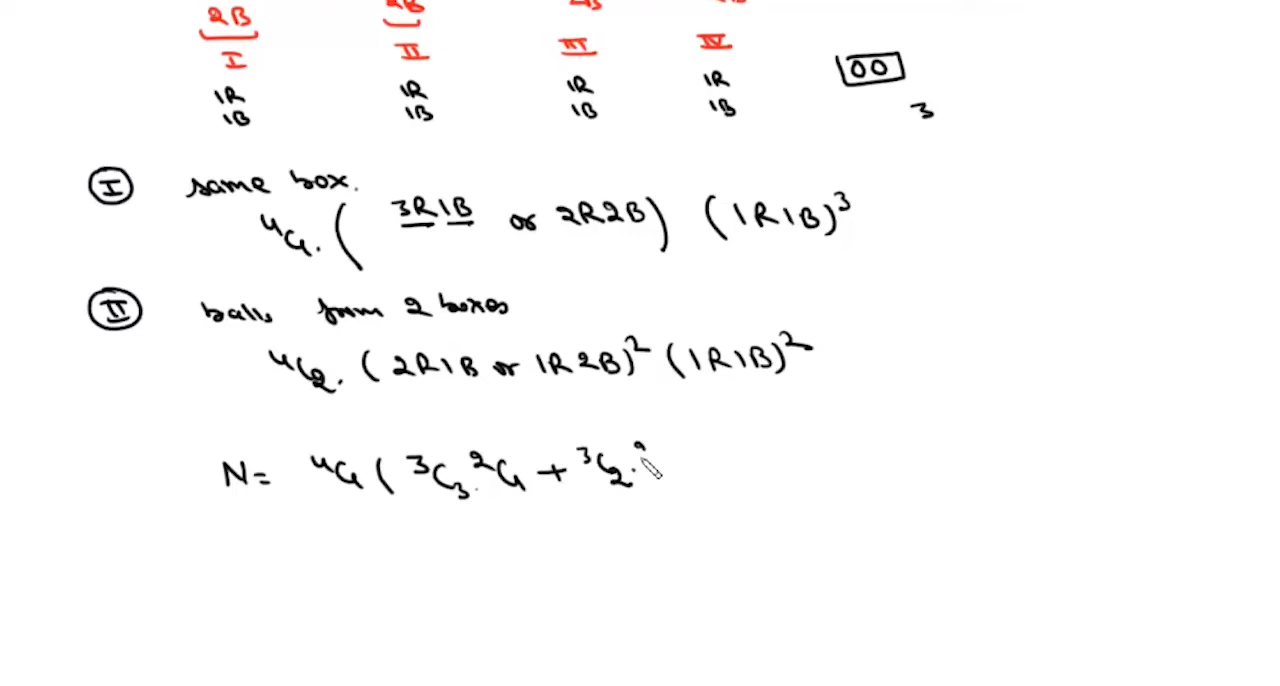 2B 2B
I II III IV
1R 1R 1R 1R
1B 1B 1B 1B
00
3
I same box.
⁴C₁. ( 3R1B or 2R2B) (1R1B)³
II balls from 2 boxes
⁴C₂. (2R1B or 1R2B)² (1R1B)²
N= ⁴C₁ ( ³C₃.²C₁ + ³C₂.